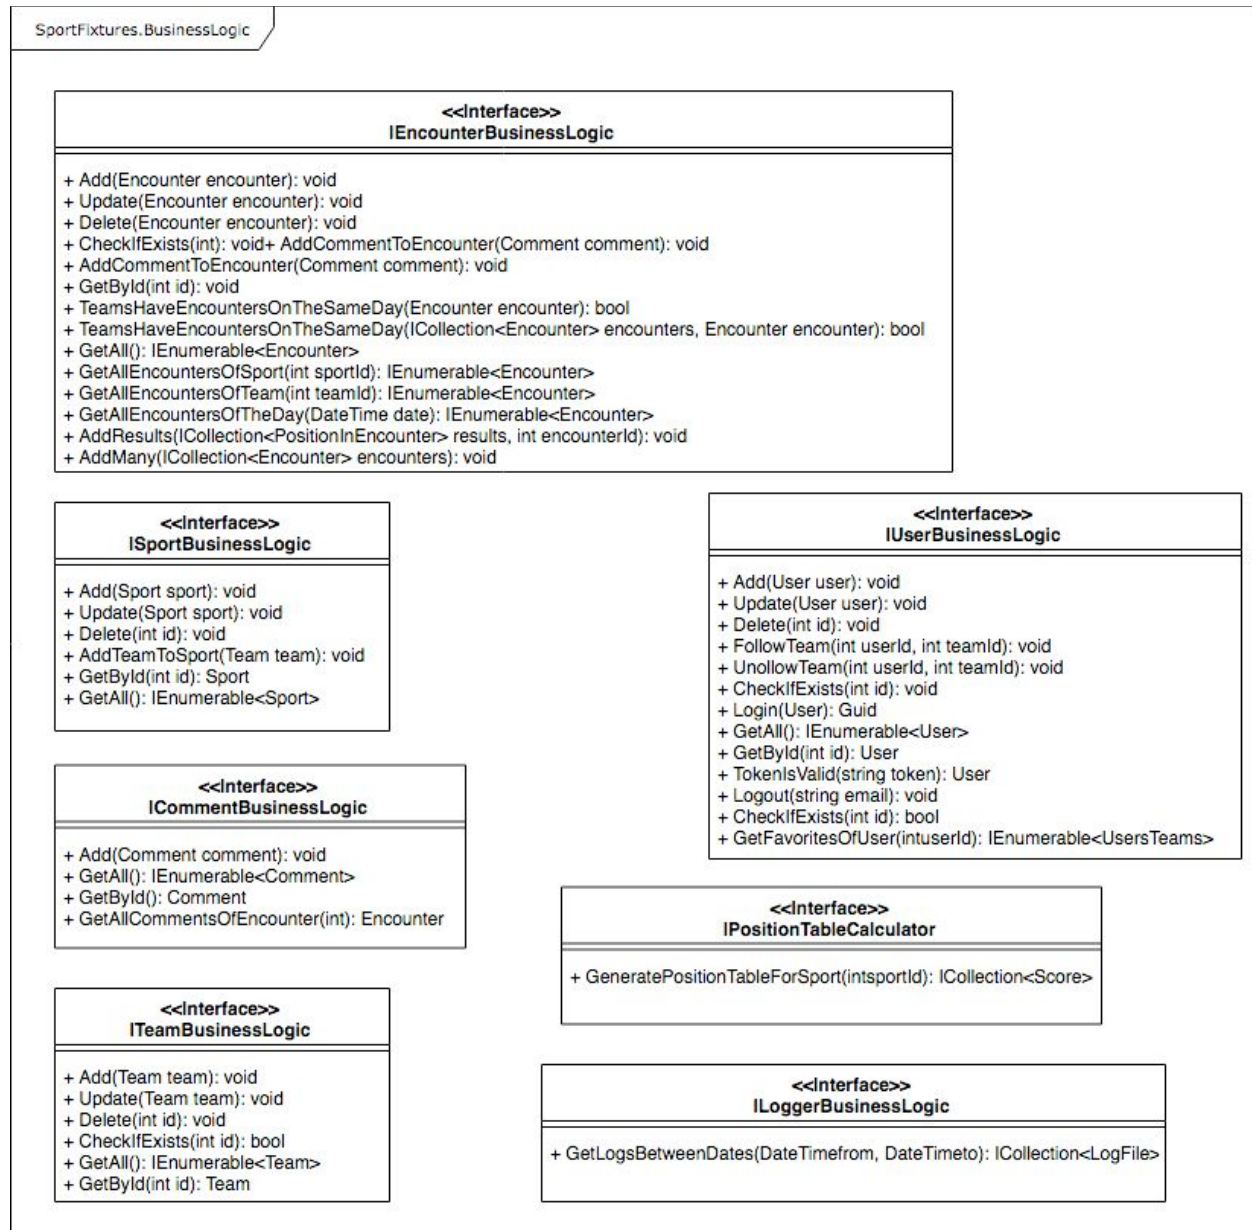 SportFixtures.BusinessLogic
<<Interface>>
IEncounterBusinessLogic
+ Add(Encounter encounter): void
+ Update(Encounter encounter): void
+ Delete(Encounter encounter): void
+ CheckIfExists(int): void+ AddCommentToEncounter(Comment comment): void
+ AddCommentToEncounter(Comment comment): void
+ GetById(int id): void
+ TeamsHaveEncountersOnTheSameDay(Encounter encounter): bool
+ TeamsHaveEncountersOnTheSameDay(ICollection<Encounter> encounters, Encounter encounter): bool
+ GetAll(): IEnumerable<Encounter>
+ GetAllEncountersOfSport(int sportId): IEnumerable<Encounter>
+ GetAllEncountersOfTeam(int teamId): IEnumerable<Encounter>
+ GetAllEncountersOfTheDay(DateTime date): IEnumerable<Encounter>
+ AddResults(ICollection<PositionInEncounter> results, int encounterId): void
+ AddMany(ICollection<Encounter> encounters): void
<<Interface>>
ISportBusinessLogic
+ Add(Sport sport): void
+ Update(Sport sport): void
+ Delete(int id): void
+ AddTeamToSport(Team team): void
+ GetById(int id): Sport
+ GetAll(): IEnumerable<Sport>
<<Interface>>
IUserBusinessLogic
+ Add(User user): void
+ Update(User user): void
+ Delete(int id): void
+ FollowTeam(int userId, int teamId): void
+ UnollowTeam(int userId, int teamId): void
+ CheckIfExists(int id): void
+ Login(User): Guid
+ GetAll(): IEnumerable<User>
+ GetById(int id): User
+ TokenIsValid(string token): User
+ Logout(string email): void
+ CheckIfExists(int id): bool
+ GetFavoritesOfUser(intuserId): IEnumerable<UsersTeams>
<<Interface>>
ICommentBusinessLogic
+ Add(Comment comment): void
+ GetAll(): IEnumerable<Comment>
+ GetById(): Comment
+ GetAllCommentsOfEncounter(int): Encounter
<<Interface>>
IPositionTableCalculator
+ GeneratePositionTableForSport(intsportId): ICollection<Score>
<<Interface>>
ITeamBusinessLogic
+ Add(Team team): void
+ Update(Team team): void
+ Delete(int id): void
+ CheckIfExists(int id): bool
+ GetAll(): IEnumerable<Team>
+ GetById(int id): Team
<<Interface>>
ILoggerBusinessLogic
+ GetLogsBetweenDates(DateTimefrom, DateTimeto): ICollection<LogFile>